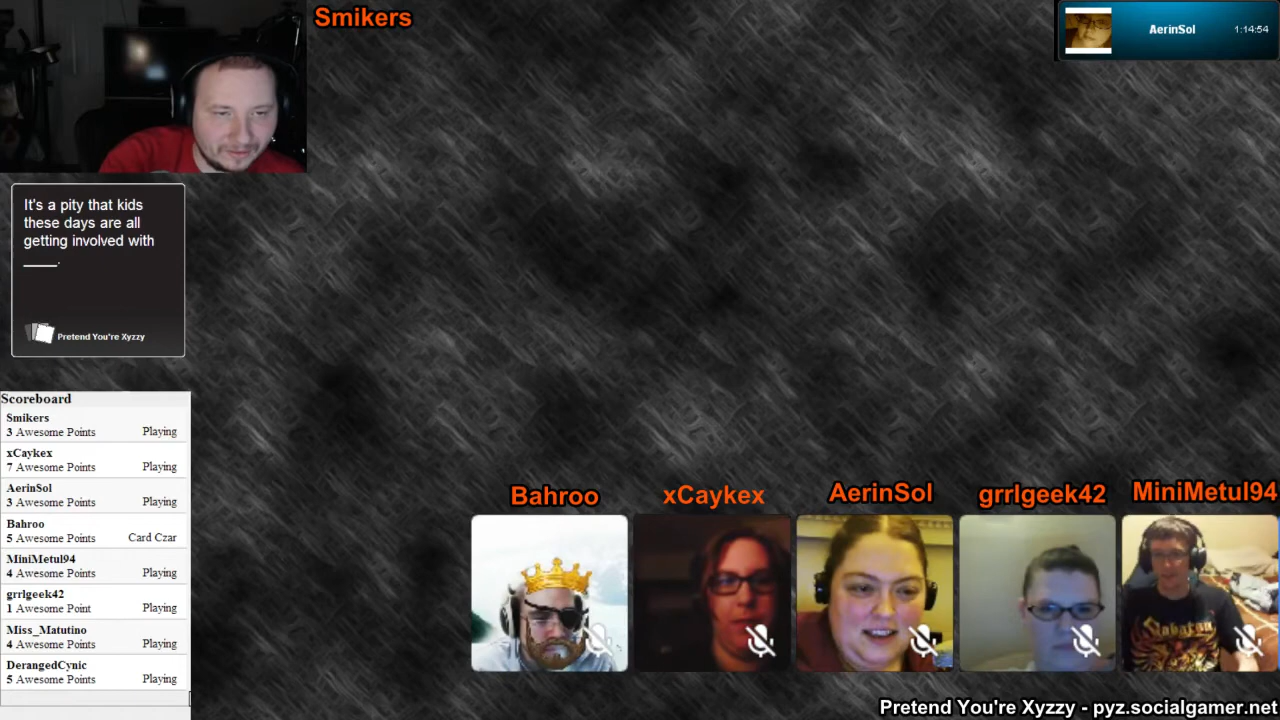 Smikers
AerinSol
1:14:54
It's a pity that kids
these days are all
getting involved with
____.
Pretend You're Xyzzy
Scoreboard
Smikers
3 Awesome Points Playing
xCaykex
7 Awesome Points Playing
AerinSol
3 Awesome Points Playing
Bahroo
5 Awesome Points Card Czar
MiniMetul94
4 Awesome Points Playing
grrlgeek42
1 Awesome Point Playing
Miss_Matutino
4 Awesome Points Playing
DerangedCynic
5 Awesome Points Playing
Bahroo
xCaykex
AerinSol
grrlgeek42
MiniMetul94
Sabaton
Pretend You're Xyzzy - pyz.socialgamer.net